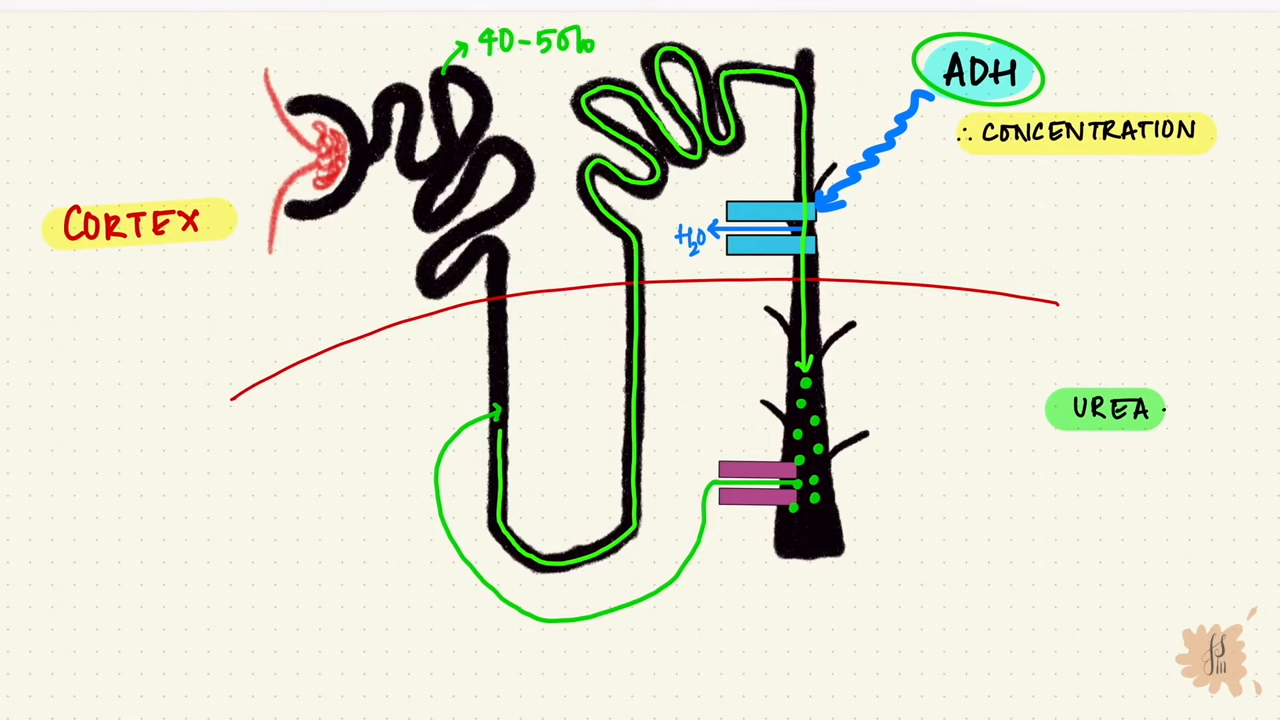 40-50%
ADH
∴ CONCENTRATION
CORTEX
H₂O
UREA